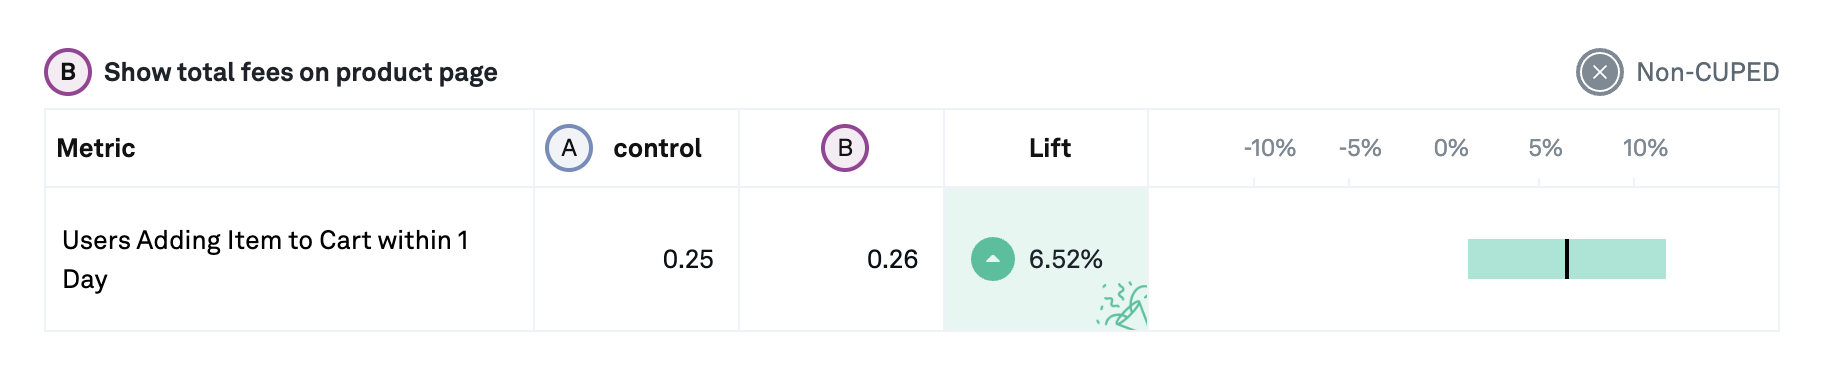 B Show total fees on product page Non-CUPED
Metric A control B Lift -10% -5% 0% 5% 10%
Users Adding Item to Cart within 1
Day
0.25 0.26 6.52%